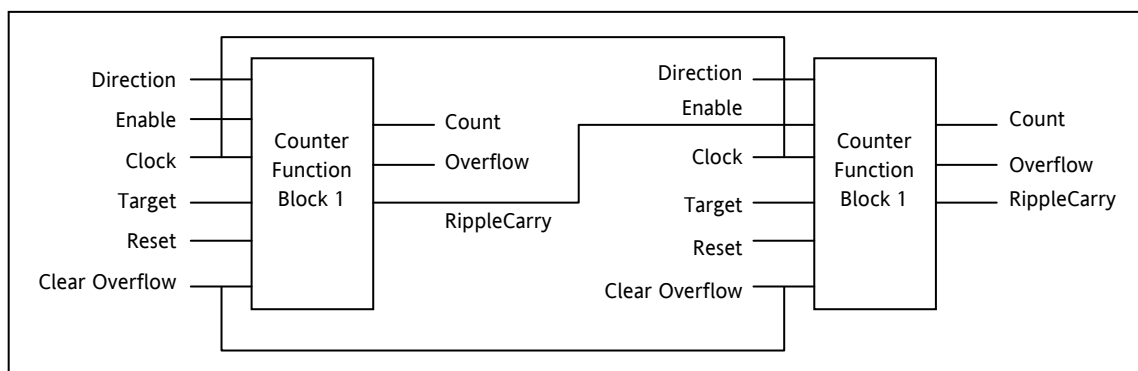 Direction
Enable
Clock
Target
Reset
Clear Overflow
Counter
Function
Block 1
Count
Overflow
RippleCarry
Direction
Enable
Clock
Target
Reset
Clear Overflow
Counter
Function
Block 1
Count
Overflow
RippleCarry